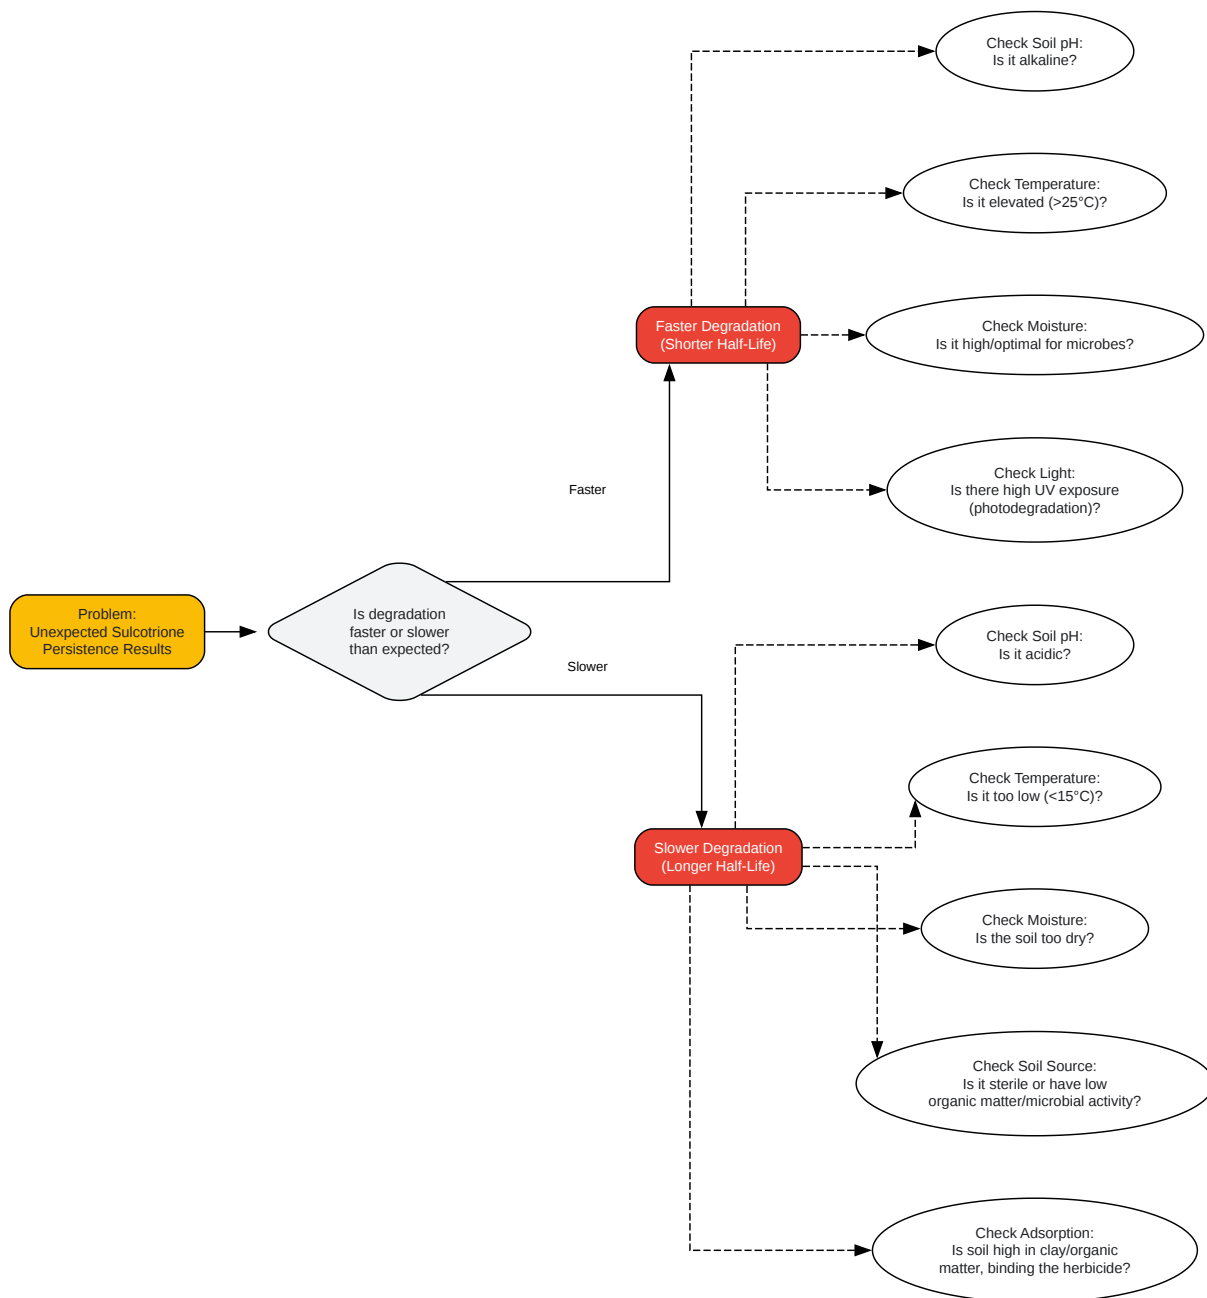 Check Soil pH:
Is it alkaline?
Check Temperature:
Is it elevated (>25°C)?
Faster Degradation
(Shorter Half-Life)
Check Moisture:
Is it high/optimal for microbes?
Check Light:
Is there high UV exposure
(photodegradation)?
Faster
Problem:
Unexpected Sulcotrione
Persistence Results
Is degradation
faster or slower
than expected?
Slower
Check Soil pH:
Is it acidic?
Check Temperature:
Is it too low (<15°C)?
Slower Degradation
(Longer Half-Life)
Check Moisture:
Is the soil too dry?
Check Soil Source:
Is it sterile or have low
organic matter/microbial activity?
Check Adsorption:
Is soil high in clay/organic
matter, binding the herbicide?